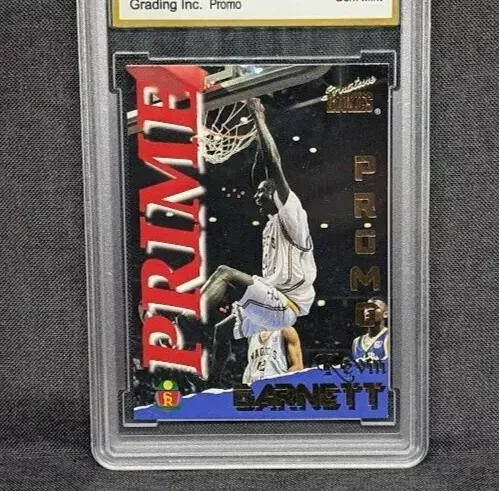 Grading Inc. Promo
PRIME
Signature
ROOKIES
®
PROMO
Kevin
GARNETT
R